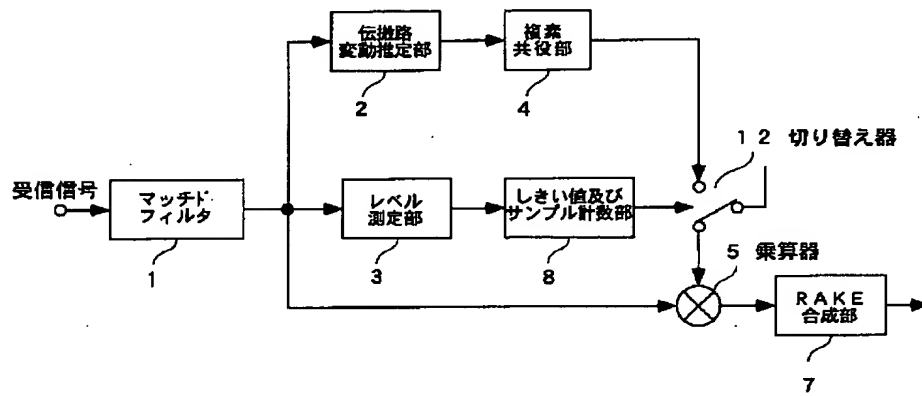 伝搬路
変動推定部
2
複素
共役部
4
12 切り替え器
受信信号
マッチド
フィルタ
1
レベル
測定部
3
しきい値及び
サンプル計数部
8
5 乗算器
RAKE
合成部
7